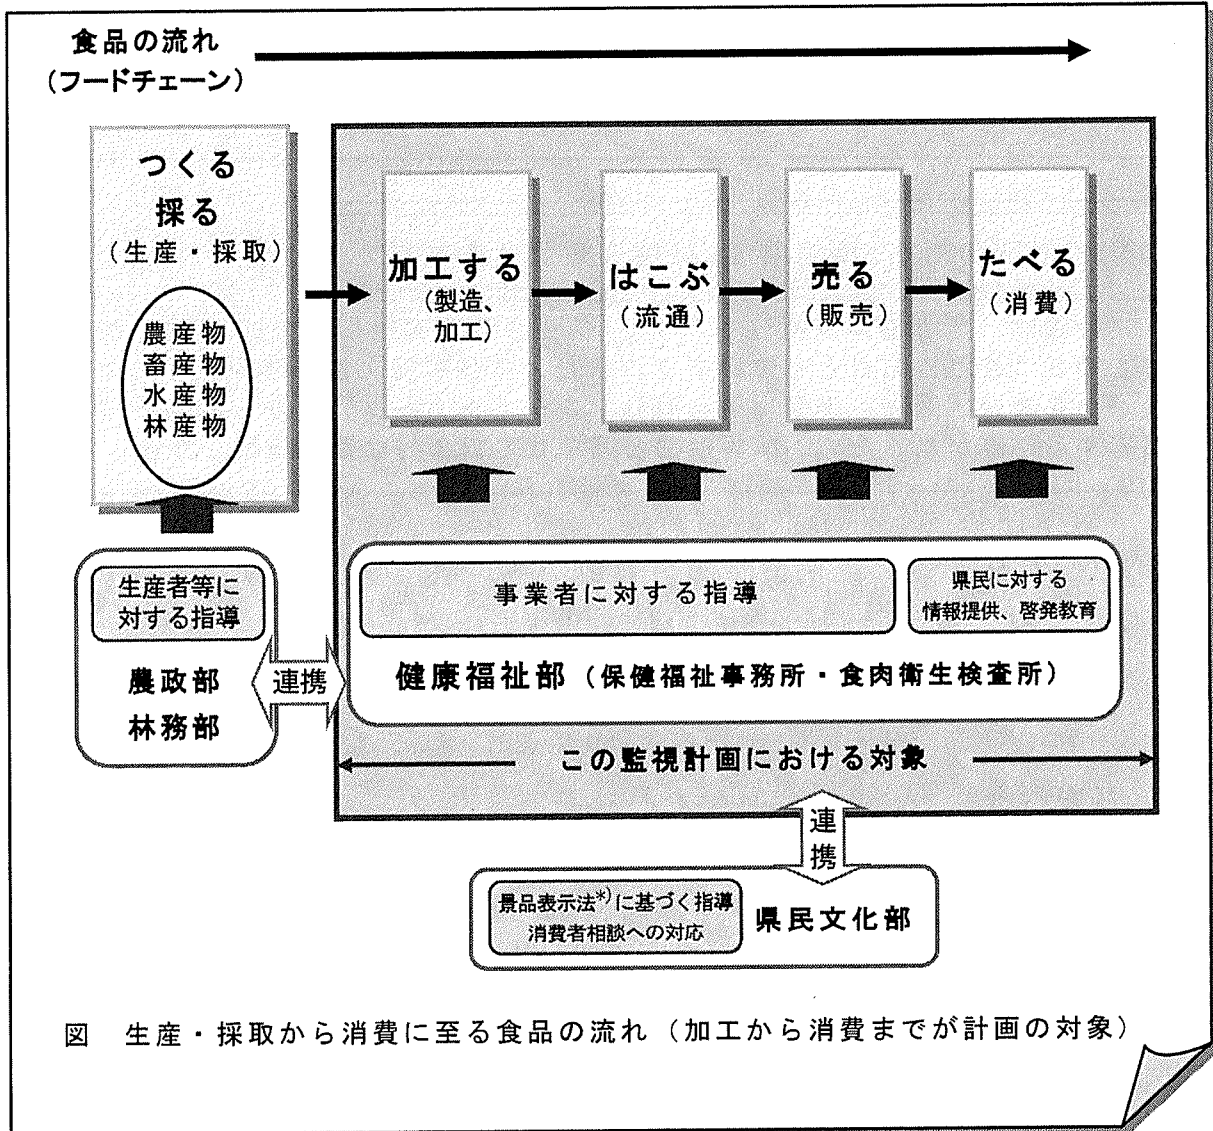 食品の流れ
（フードチェーン）
つくる
採る
（生産・採取）
農産物
畜産物
水産物
林産物
加工する
（製造、
加工）
はこぶ
（流通）
売る
（販売）
たべる
（消費）
生産者等に
対する指導
農政部
林務部
連携
事業者に対する指導
県民に対する
情報提供、啓発教育
健康福祉部（保健福祉事務所・食肉衛生検査所）
この監視計画における対象
連
携
景品表示法*)に基づく指導
消費者相談への対応
県民文化部
図　生産・採取から消費に至る食品の流れ（加工から消費までが計画の対象）